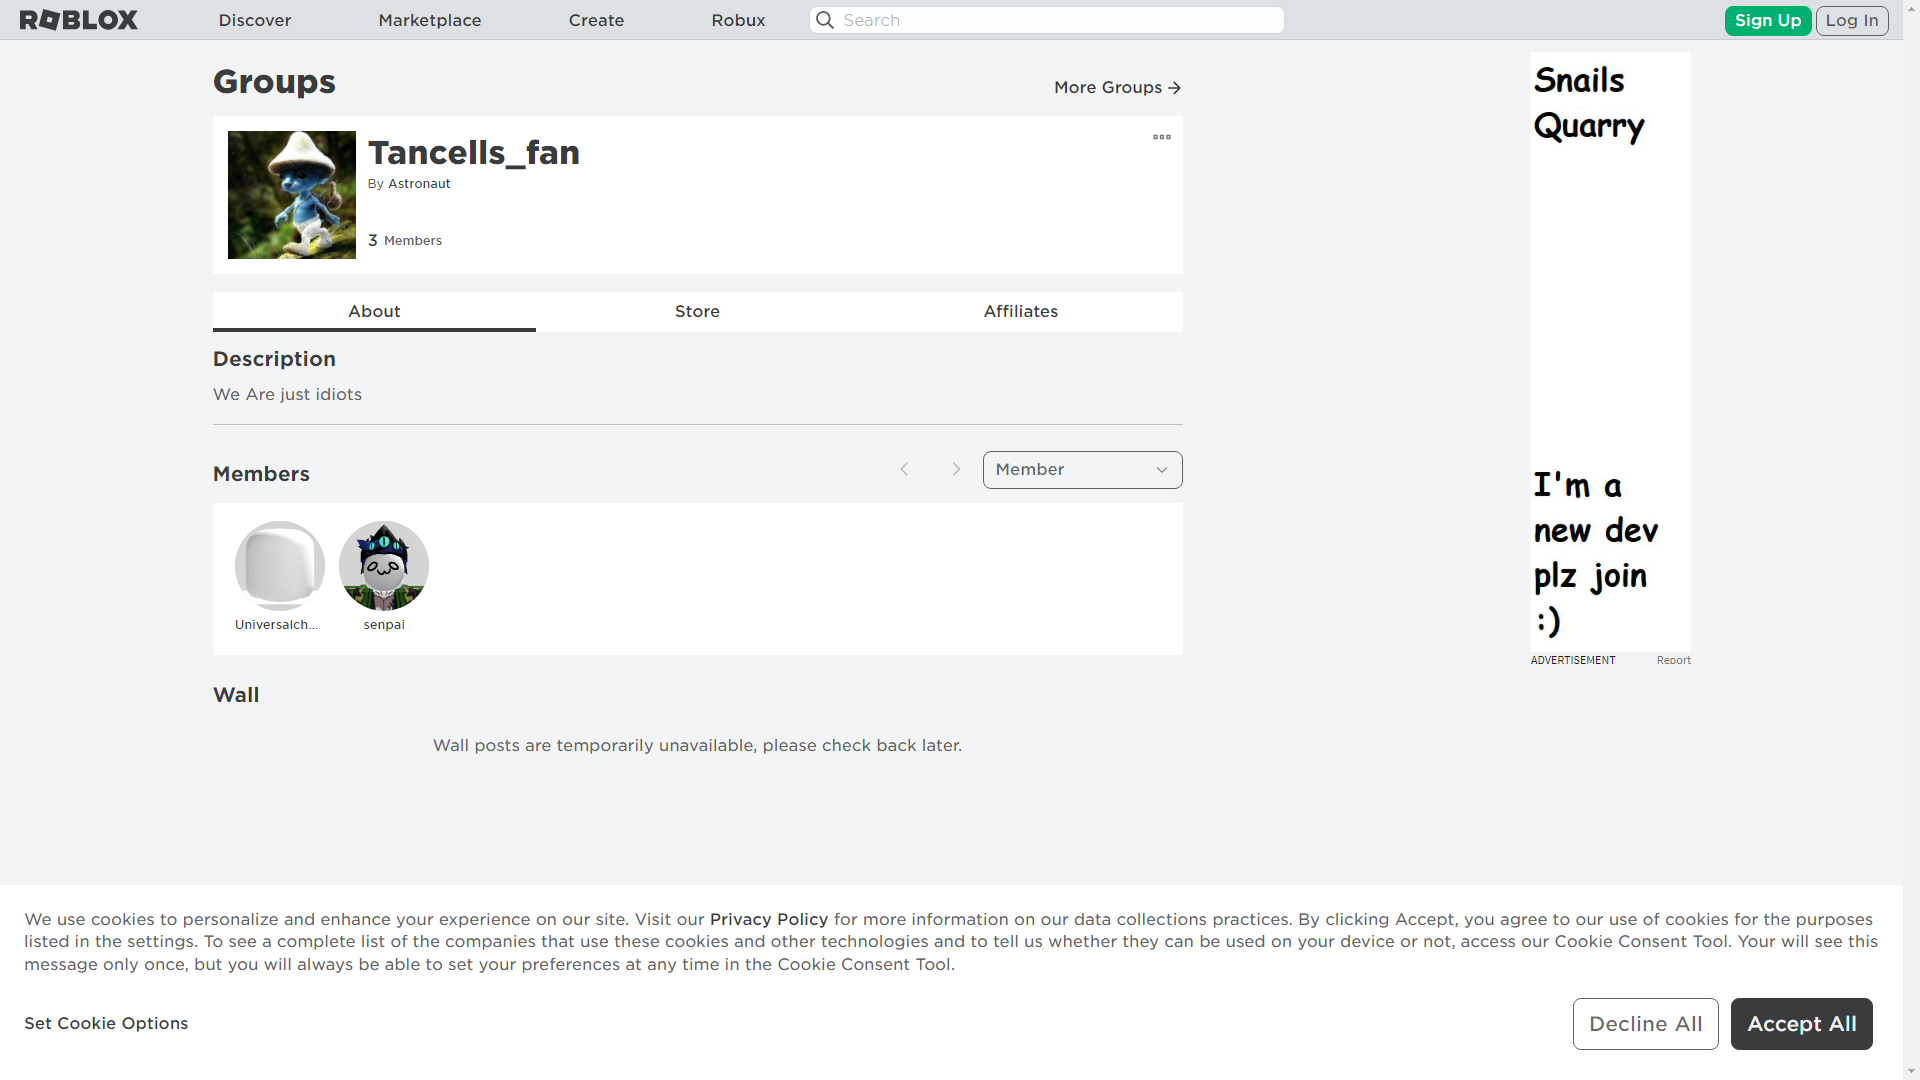 ROBLOX
Discover
Marketplace
Create
Robux
Search
Sign Up
Log In
Groups
More Groups
Tancells_fan
By Astronaut
3 Members
About
Store
Affiliates
Description
We Are just idiots
Members
Member
Universalch...
senpai
Wall
Wall posts are temporarily unavailable, please check back later.
Snails
Quarry
I'm a
new dev
plz join
:)
ADVERTISEMENT
Report
We use cookies to personalize and enhance your experience on our site. Visit our Privacy Policy for more information on our data collections practices. By clicking Accept, you agree to our use of cookies for the purposes
listed in the settings. To see a complete list of the companies that use these cookies and other technologies and to tell us whether they can be used on your device or not, access our Cookie Consent Tool. Your will see this
message only once, but you will always be able to set your preferences at any time in the Cookie Consent Tool.
Set Cookie Options
Decline All
Accept All